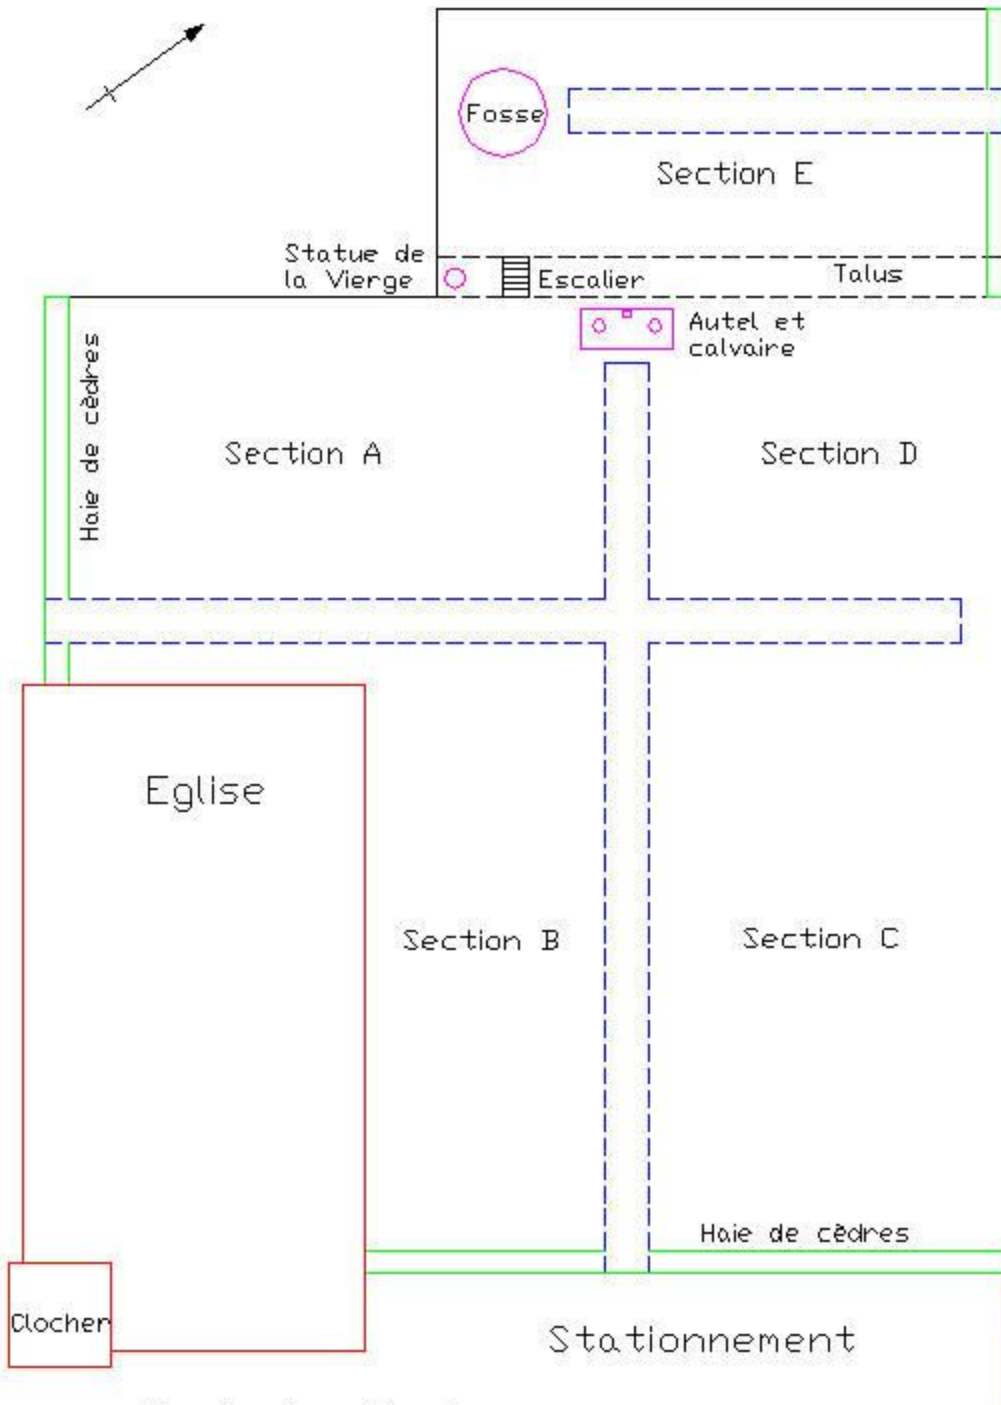 Fosse
Section E
Statue de
la Vierge
Escalier
Talus
Autel et
calvaire
Haie de cèdres
Section A
Section D
Eglise
Section B
Section C
Haie de cèdres
Clocher
Stationnement